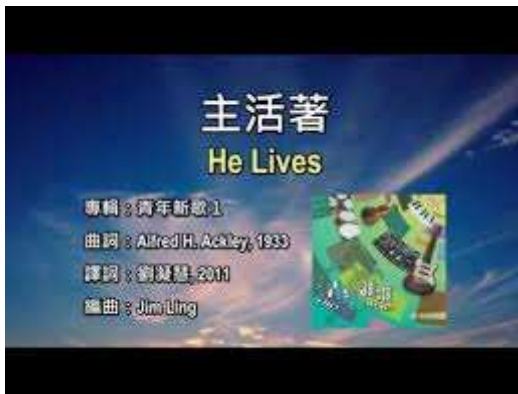 主活著
He Lives
專輯：青年新歌 1
曲詞：Alfred H. Ackley, 1933
譯詞：劉凝慧, 2011
編曲：Jim Ling